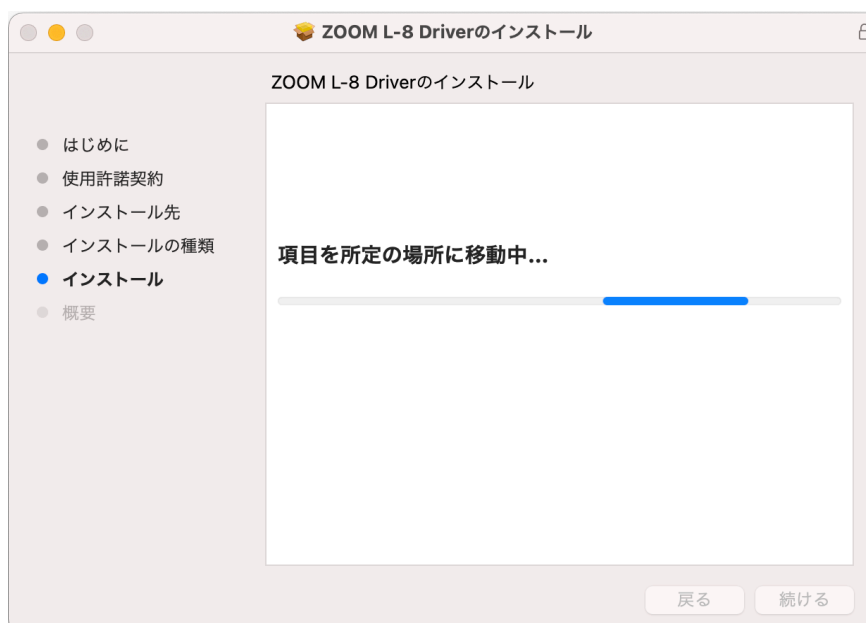 ZOOM L-8 Driverのインストール
ZOOM L-8 Driverのインストール
はじめに
使用許諾契約
インストール先
インストールの種類
インストール
概要
項目を所定の場所に移動中...
戻る
続ける